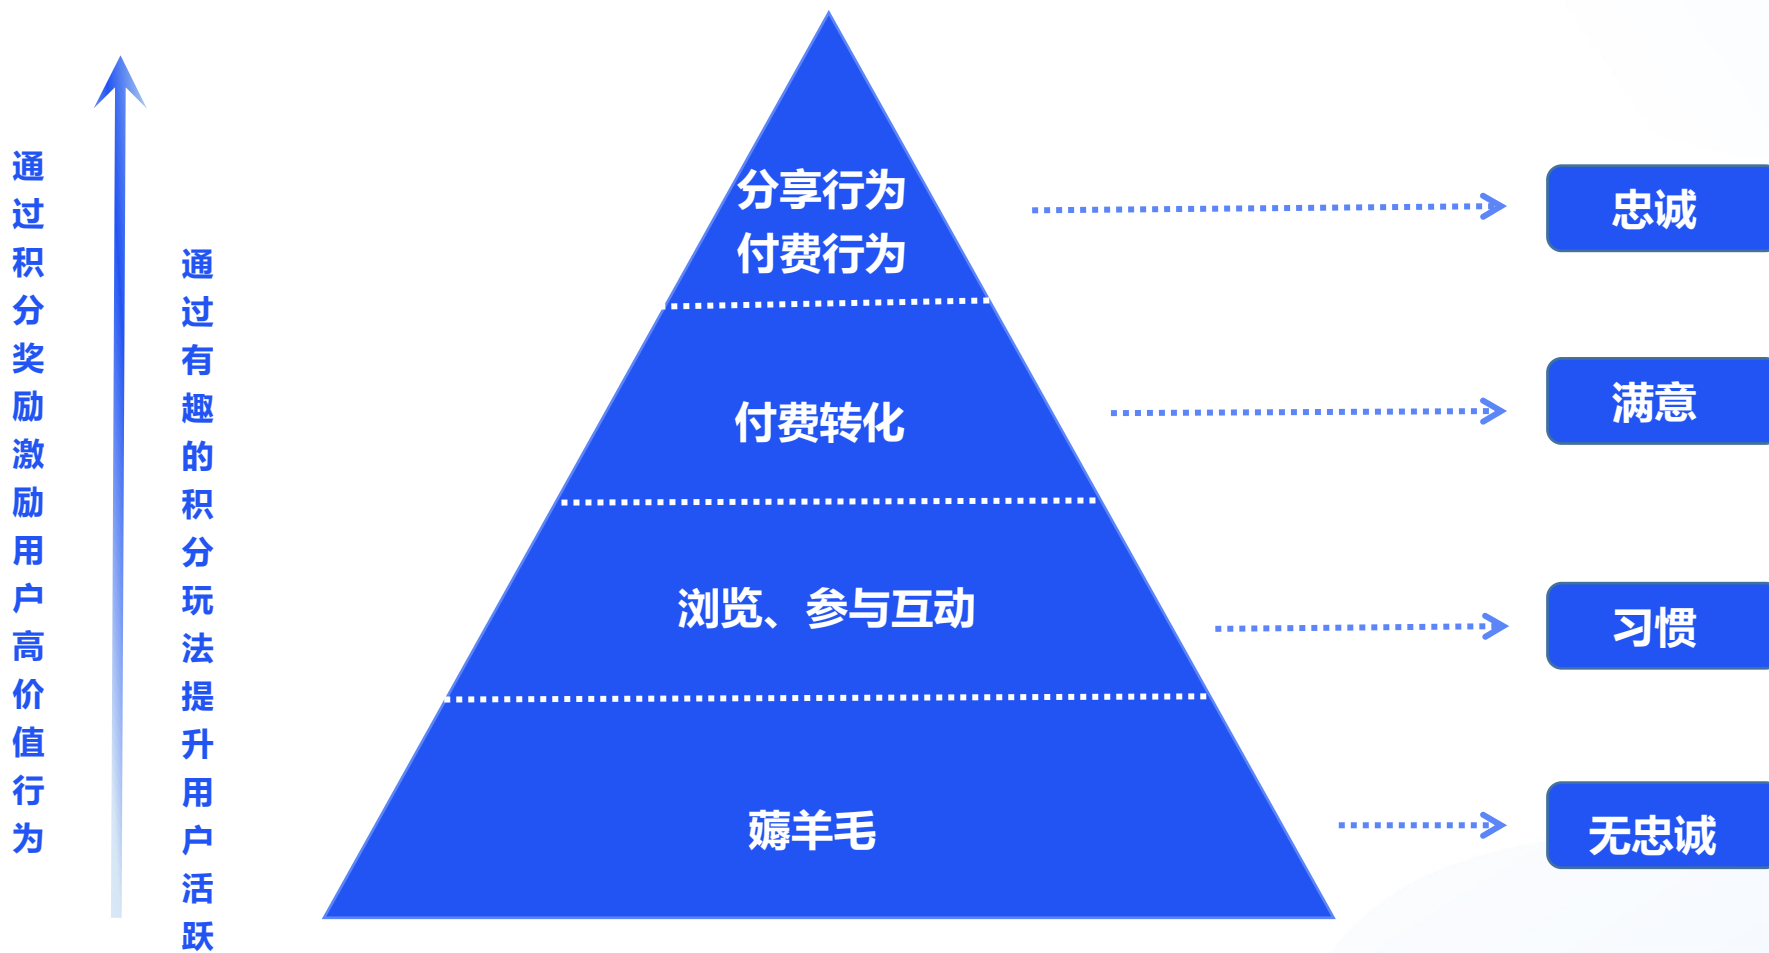 通过积分奖励激励用户高价值行为
通过有趣的积分玩法提升用户活跃
分享行为
付费行为
忠诚
付费转化
满意
浏览、参与互动
习惯
薅羊毛
无忠诚